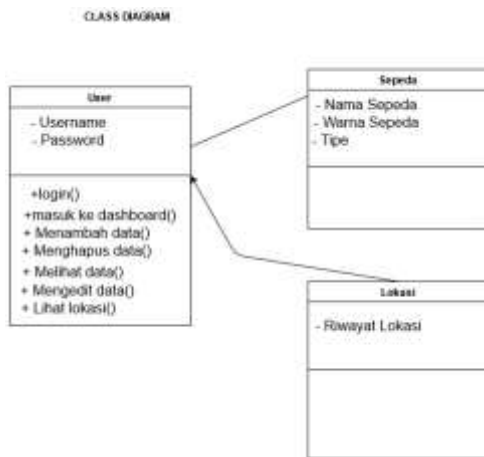 CLASS DIAGRAM
User
- Username
- Password
+login()
+masuk ke dashboard()
+ Menambah data()
+ Menghapus data()
+ Melihat data()
+ Mengedit data()
+ Lihat lokasi()
Sepeda
- Nama Sepeda
- Warna Sepeda
- Tipe
Lokasi
- Riwayat Lokasi